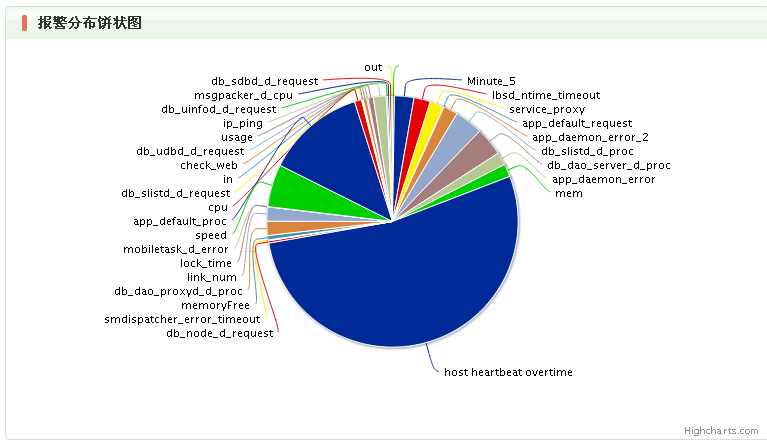 报警分布饼状图
out
db_sdbd_d_request
msgpacker_d_cpu
db_uinfod_d_request
ip_ping
usage
db_udbd_d_request
check_web
in
db_slistd_d_request
cpu
app_default_proc
speed
mobiletask_d_error
lock_time
link_num
db_dao_proxyd_d_proc
memoryFree
smdispatcher_error_timeout
db_node_d_request
Minute_5
lbsd_ntime_timeout
service_proxy
app_default_request
app_daemon_error_2
db_slistd_d_proc
db_dao_server_d_proc
app_daemon_error
mem
host heartbeat overtime
Highcharts.com